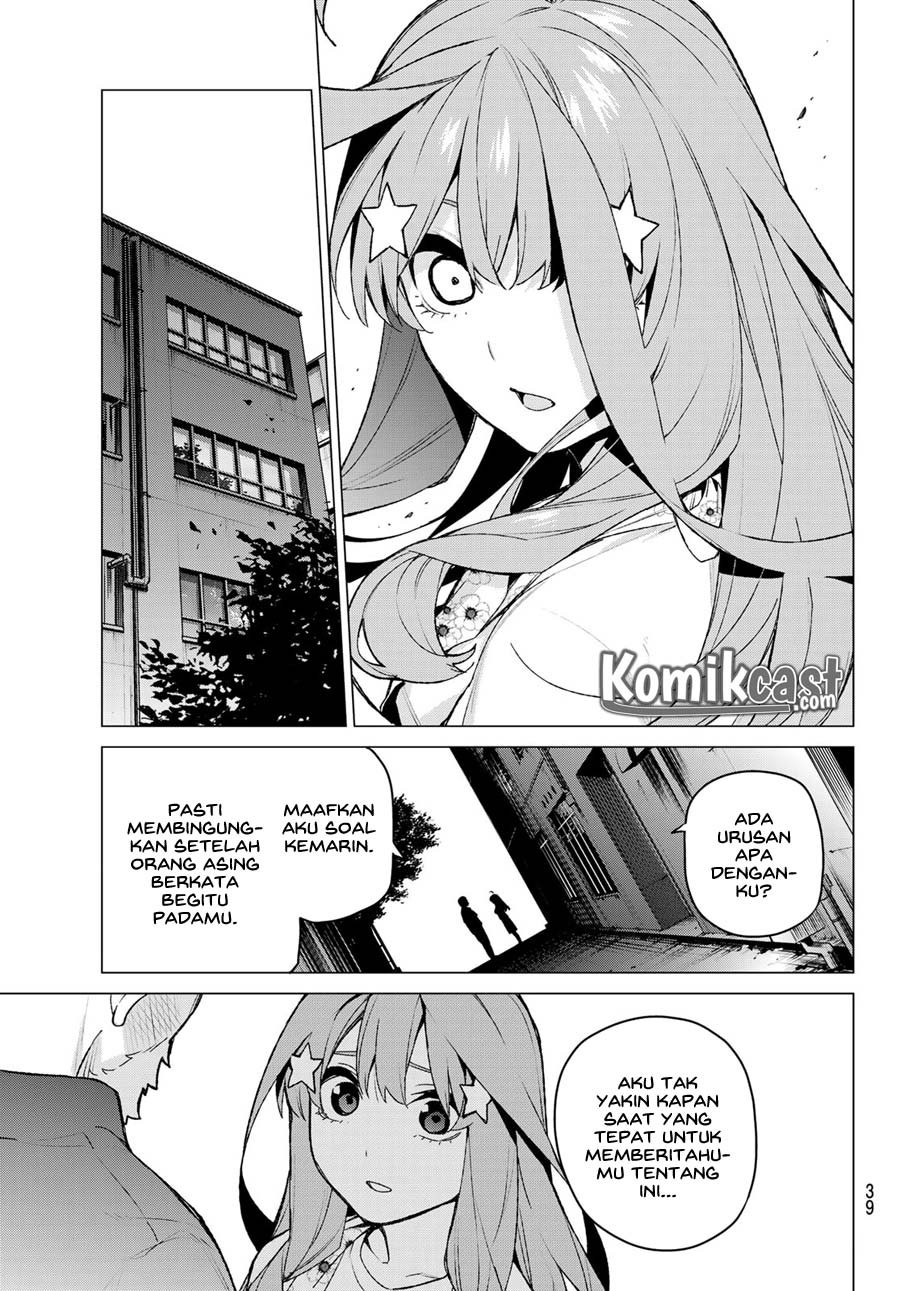 Komikcast
.com
ADA
URUSAN
APA
DENGAN-
KU?
MAAFKAN
AKU SOAL
KEMARIN.
PASTI
MEMBINGUNG-
KAN SETELAH
ORANG ASING
BERKATA
BEGITU
PADAMU.
AKU TAK
YAKIN KAPAN
SAAT YANG
TEPAT UNTUK
MEMBERITAHU-
MU TENTANG
INI...
39